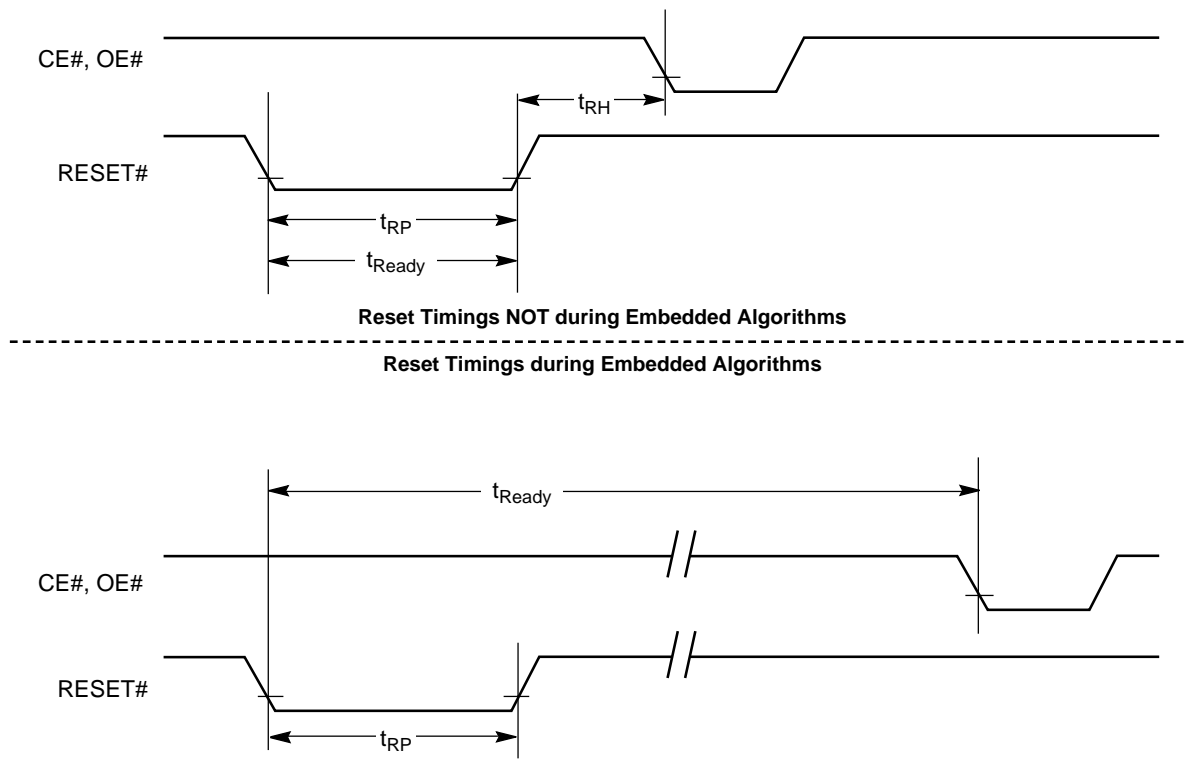 CE#, OE#
tRH
RESET#
tRP
tReady
Reset Timings NOT during Embedded Algorithms
Reset Timings during Embedded Algorithms
tReady
CE#, OE#
RESET#
tRP